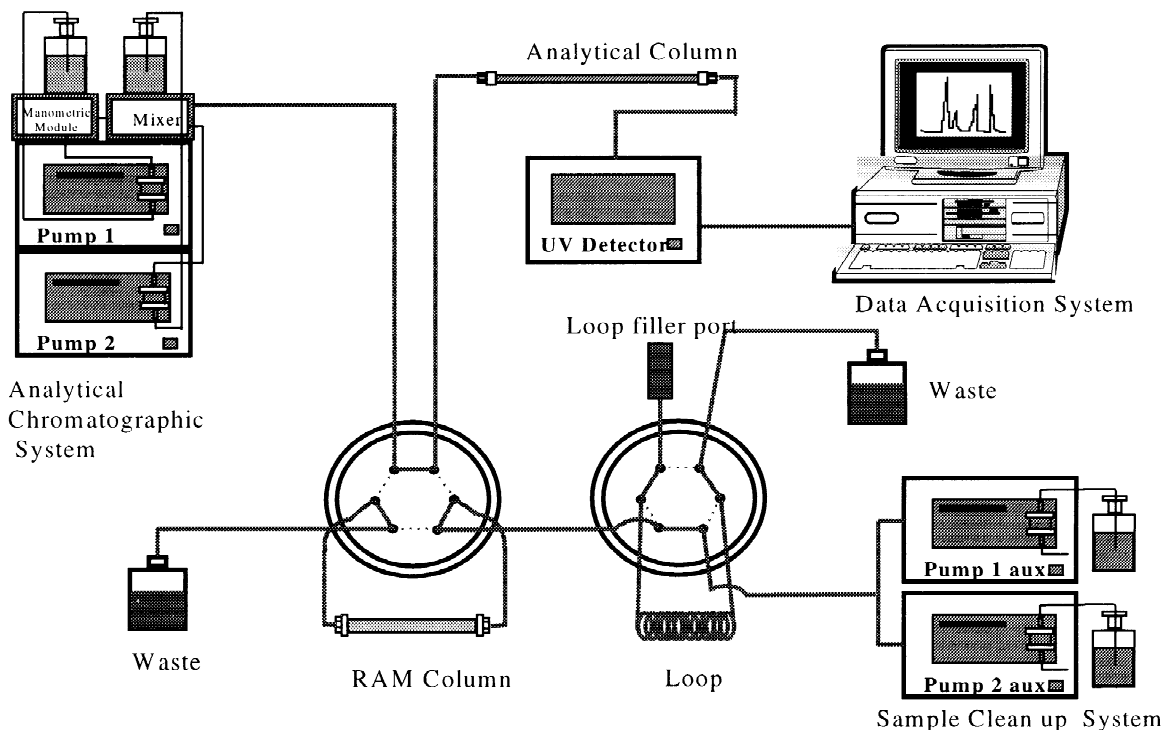 Analytical Column
Manometric
Module
Mixer
Pump 1
UV Detector
Pump 2
Data Acquisition System
Loop filler port
Analytical
Chromatographic
System
Waste
Pump 1 aux
Waste
RAM Column
Loop
Pump 2 aux
Sample Clean up System